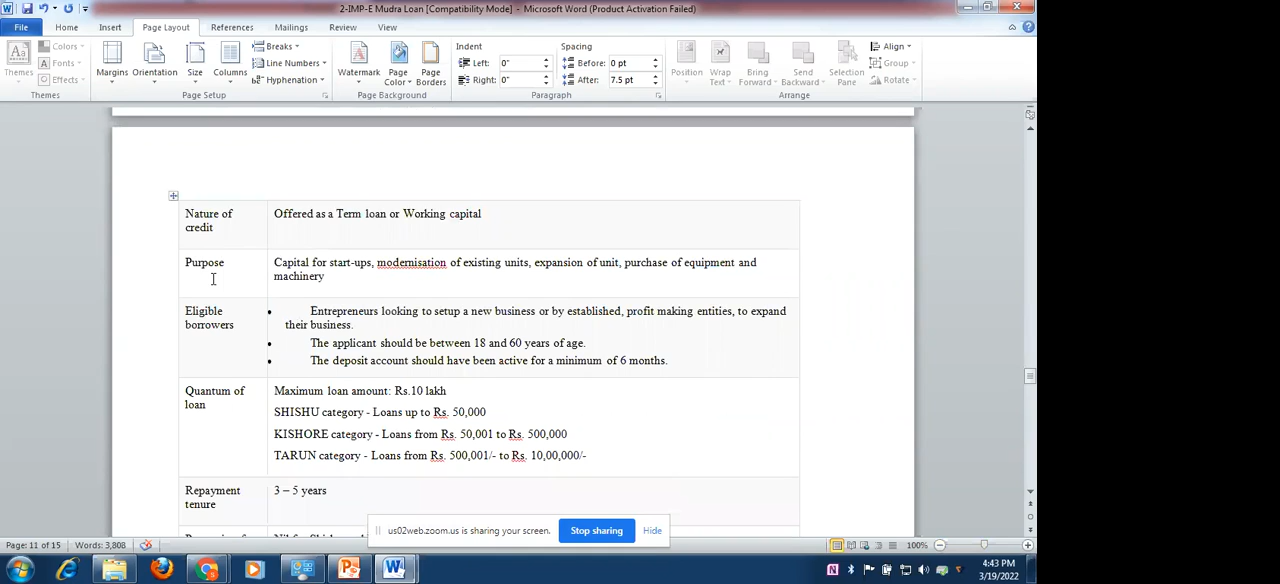 2-IMP-E Mudra Loan [Compatibility Mode] - Microsoft Word (Product Activation Failed)
File Home Insert Page Layout References Mailings Review View
Themes Colors Fonts Effects
Margins Orientation Size Columns Breaks Line Numbers Hyphenation
Watermark Page Color Page Borders
Indent Left: 0" Right: 0"
Spacing Before: 0 pt After: 7.5 pt
Position Wrap Text Bring Forward Send Backward Selection Pane Align Group Rotate
Themes Page Setup Page Background Paragraph Arrange
Nature of credit
Offered as a Term loan or Working capital
Purpose
Capital for start-ups, modernisation of existing units, expansion of unit, purchase of equipment and
machinery
Eligible
borrowers
• Entrepreneurs looking to setup a new business or by established, profit making entities, to expand
their business.
• The applicant should be between 18 and 60 years of age.
• The deposit account should have been active for a minimum of 6 months.
Quantum of
loan
Maximum loan amount: Rs.10 lakh
SHISHU category - Loans up to Rs. 50,000
KISHORE category - Loans from Rs. 50,001 to Rs. 500,000
TARUN category - Loans from Rs. 500,001/- to Rs. 10,00,000/-
Repayment
tenure
3 – 5 years
us02web.zoom.us is sharing your screen. Stop sharing Hide
Page: 11 of 15 Words: 3,808 100%
4:43 PM
3/19/2022